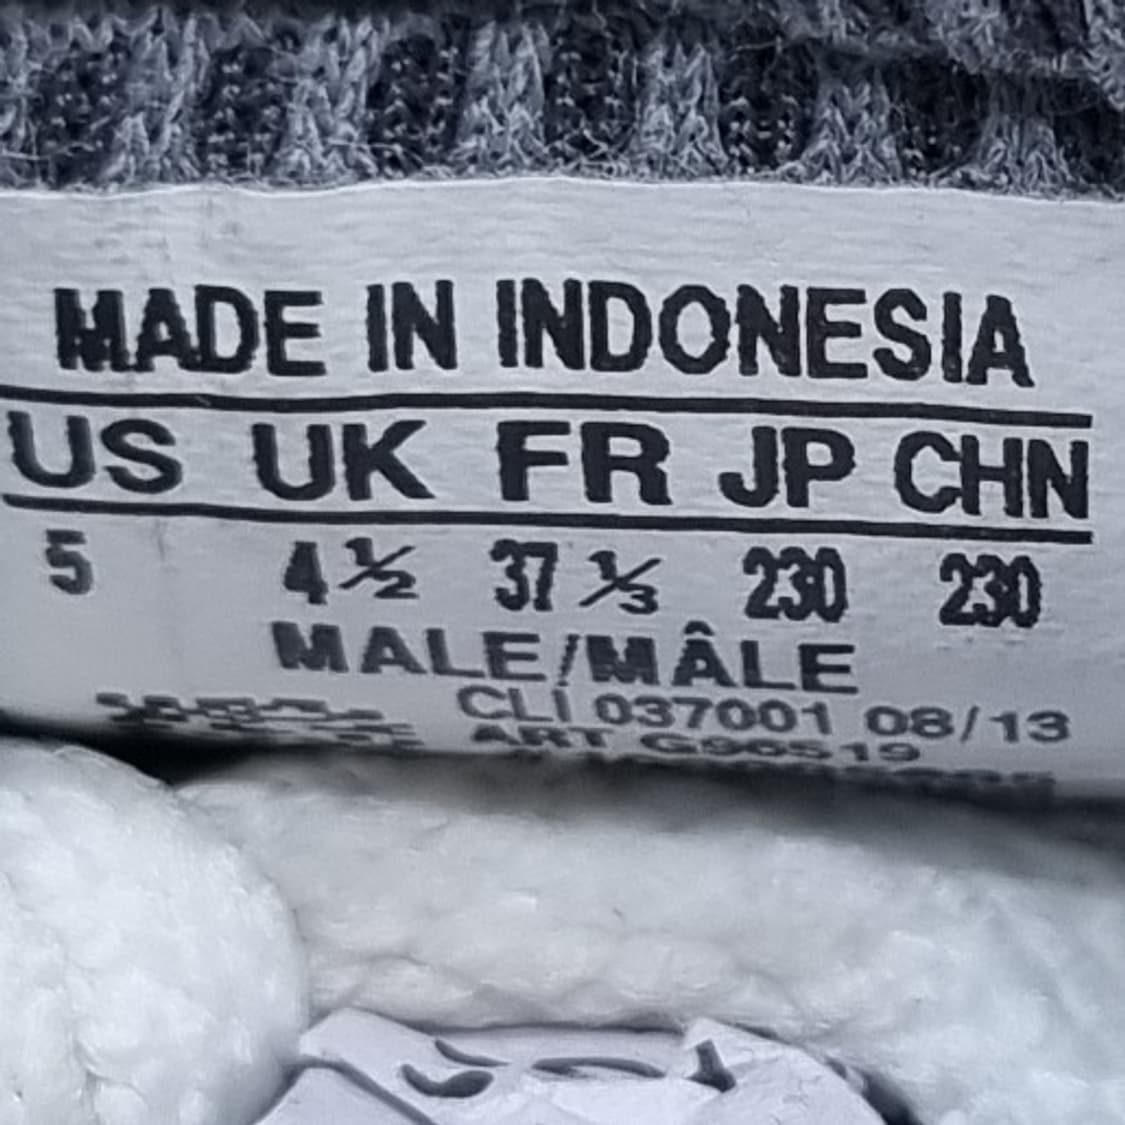 MADE IN INDONESIA
US UK FR JP CHN
5 4½ 37⅓ 230 230
MALE/MÂLE
CLI 037001 08/13
ART G96519